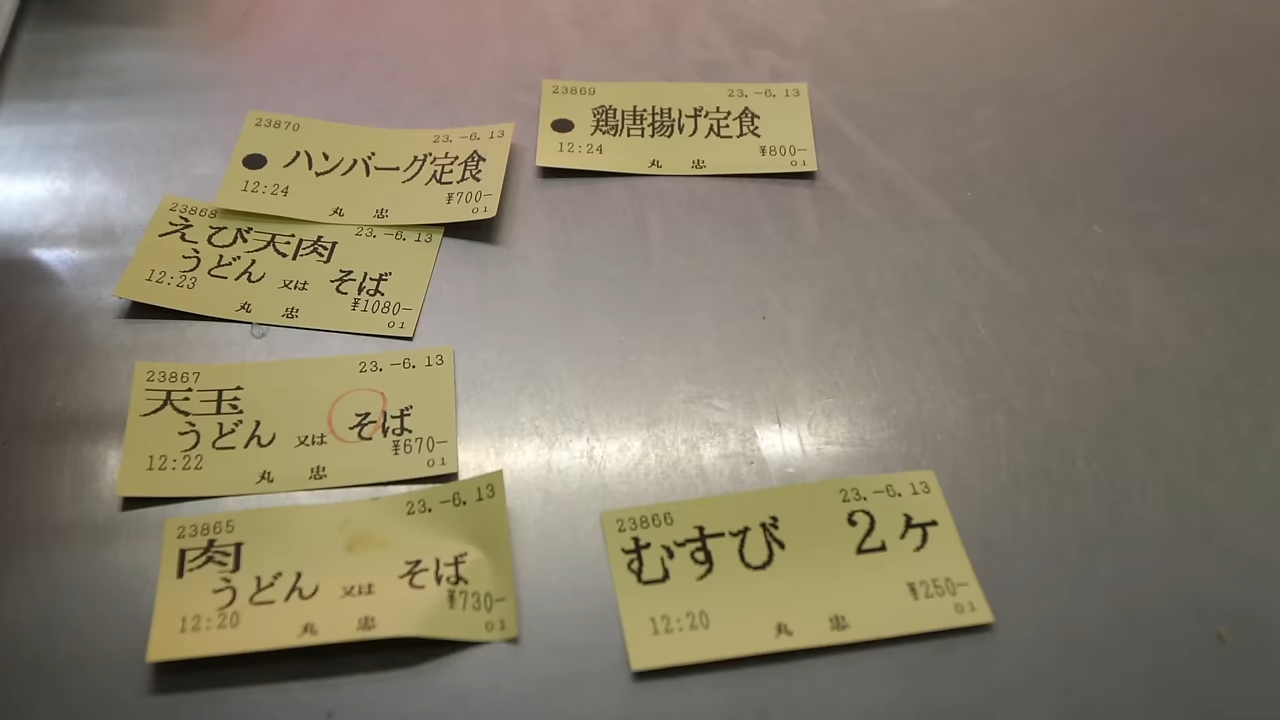 23869
23.-6.13
●鶏唐揚げ定食
12:24
¥800-
丸 忠
01
23870
23.-6.13
●ハンバーグ定食
12:24
¥700-
丸 忠
01
23868
23.-6.13
えび天肉
うどん 又は そば
12:23
¥1080-
丸 忠
01
23867
23.-6.13
天玉
うどん 又は そば
12:22
¥670-
丸 忠
01
23865
23.-6.13
肉
うどん 又は そば
12:20
¥730-
丸 忠
01
23866
23.-6.13
むすび 2ヶ
12:20
¥250-
丸 忠
01